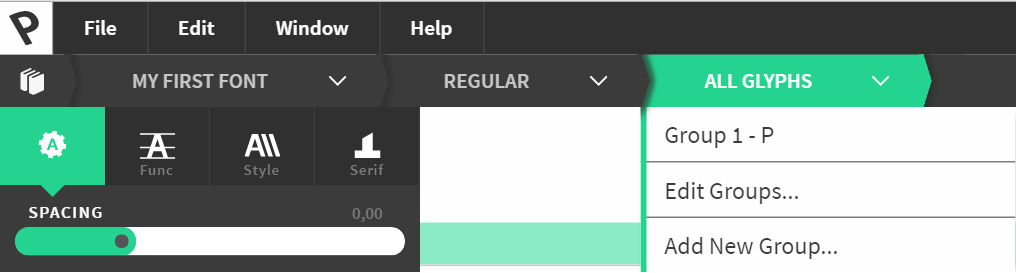 P
File Edit Window Help
MY FIRST FONT REGULAR ALL GLYPHS
A A Func A\\ Style Serif
Group 1 - P
Edit Groups...
SPACING 0,00
Add New Group...